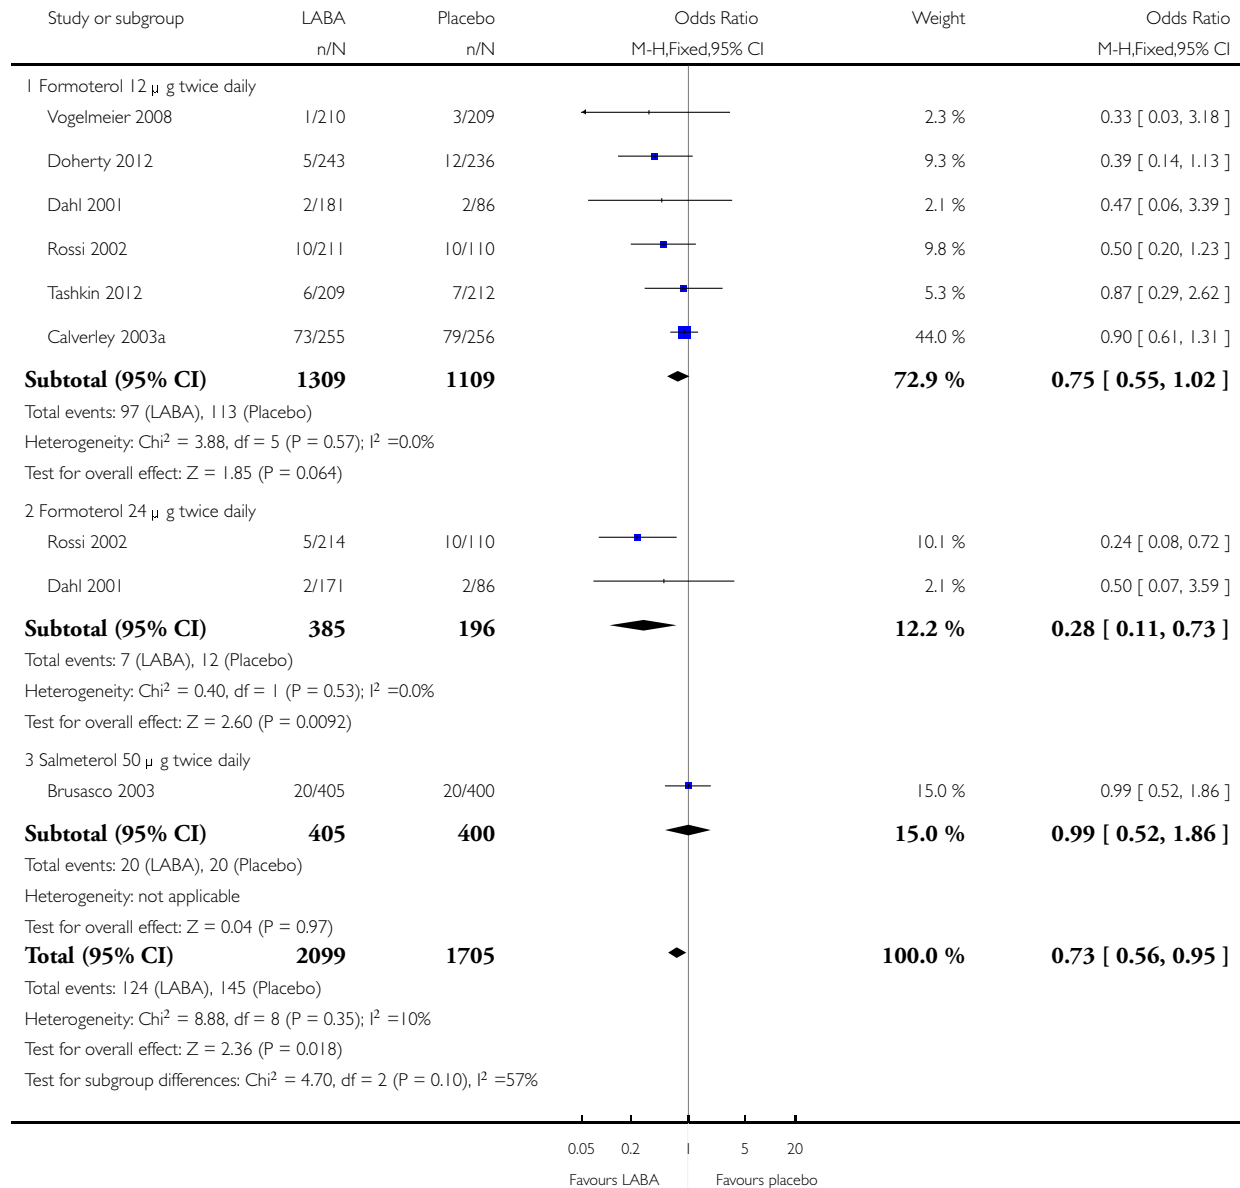 Study or subgroup LABA Placebo Odds Ratio Weight Odds Ratio
n/N n/N M-H,Fixed,95% CI M-H,Fixed,95% CI
1 Formoterol 12 μ g twice daily
Vogelmeier 2008 1/210 3/209 2.3 % 0.33 [ 0.03, 3.18 ]
Doherty 2012 5/243 12/236 9.3 % 0.39 [ 0.14, 1.13 ]
Dahl 2001 2/181 2/86 2.1 % 0.47 [ 0.06, 3.39 ]
Rossi 2002 10/211 10/110 9.8 % 0.50 [ 0.20, 1.23 ]
Tashkin 2012 6/209 7/212 5.3 % 0.87 [ 0.29, 2.62 ]
Calverley 2003a 73/255 79/256 44.0 % 0.90 [ 0.61, 1.31 ]
Subtotal (95% CI) 1309 1109 72.9 % 0.75 [ 0.55, 1.02 ]
Total events: 97 (LABA), 113 (Placebo)
Heterogeneity: Chi² = 3.88, df = 5 (P = 0.57); I² =0.0%
Test for overall effect: Z = 1.85 (P = 0.064)
2 Formoterol 24 μ g twice daily
Rossi 2002 5/214 10/110 10.1 % 0.24 [ 0.08, 0.72 ]
Dahl 2001 2/171 2/86 2.1 % 0.50 [ 0.07, 3.59 ]
Subtotal (95% CI) 385 196 12.2 % 0.28 [ 0.11, 0.73 ]
Total events: 7 (LABA), 12 (Placebo)
Heterogeneity: Chi² = 0.40, df = 1 (P = 0.53); I² =0.0%
Test for overall effect: Z = 2.60 (P = 0.0092)
3 Salmeterol 50 μ g twice daily
Brusasco 2003 20/405 20/400 15.0 % 0.99 [ 0.52, 1.86 ]
Subtotal (95% CI) 405 400 15.0 % 0.99 [ 0.52, 1.86 ]
Total events: 20 (LABA), 20 (Placebo)
Heterogeneity: not applicable
Test for overall effect: Z = 0.04 (P = 0.97)
Total (95% CI) 2099 1705 100.0 % 0.73 [ 0.56, 0.95 ]
Total events: 124 (LABA), 145 (Placebo)
Heterogeneity: Chi² = 8.88, df = 8 (P = 0.35); I² =10%
Test for overall effect: Z = 2.36 (P = 0.018)
Test for subgroup differences: Chi² = 4.70, df = 2 (P = 0.10), I² =57%
0.05 0.2 1 5 20
Favours LABA Favours placebo